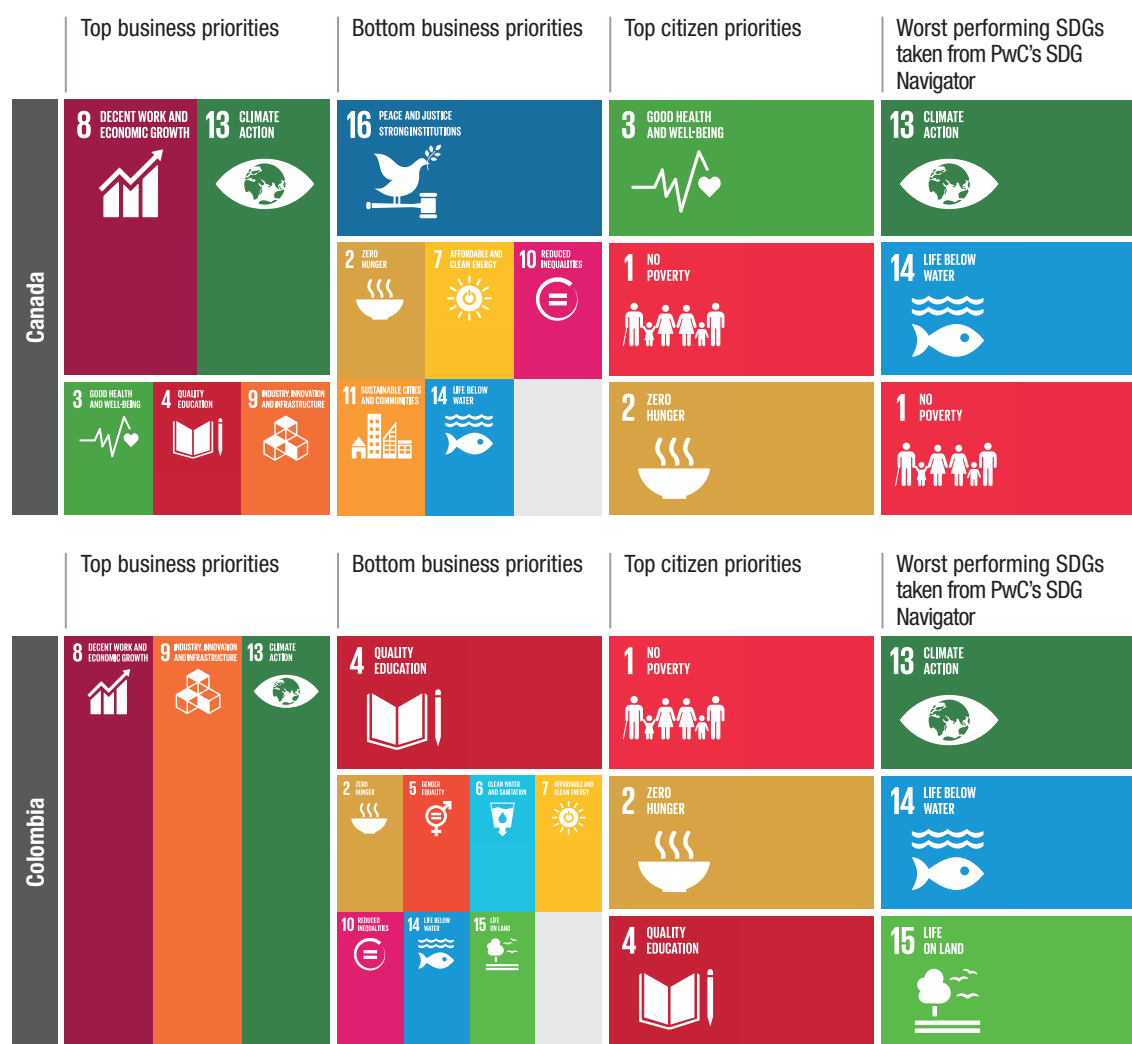 Top business priorities
Bottom business priorities
Top citizen priorities
Worst performing SDGs
taken from PwC's SDG
Navigator
Canada
8 DECENT WORK AND
ECONOMIC GROWTH
13 CLIMATE
ACTION
3 GOOD HEALTH
AND WELL-BEING
4 QUALITY
EDUCATION
9 INDUSTRY, INNOVATION
AND INFRASTRUCTURE
16 PEACE AND JUSTICE
STRONG INSTITUTIONS
2 ZERO
HUNGER
7 AFFORDABLE AND
CLEAN ENERGY
10 REDUCED
INEQUALITIES
11 SUSTAINABLE CITIES
AND COMMUNITIES
14 LIFE BELOW
WATER
3 GOOD HEALTH
AND WELL-BEING
1 NO
POVERTY
2 ZERO
HUNGER
13 CLIMATE
ACTION
14 LIFE BELOW
WATER
1 NO
POVERTY
Top business priorities
Bottom business priorities
Top citizen priorities
Worst performing SDGs
taken from PwC's SDG
Navigator
Colombia
8 DECENT WORK AND
ECONOMIC GROWTH
9 INDUSTRY, INNOVATION
AND INFRASTRUCTURE
13 CLIMATE
ACTION
4 QUALITY
EDUCATION
2 ZERO
HUNGER
5 GENDER
EQUALITY
6 CLEAN WATER
AND SANITATION
7 AFFORDABLE AND
CLEAN ENERGY
10 REDUCED
INEQUALITIES
14 LIFE BELOW
WATER
15 LIFE
ON LAND
1 NO
POVERTY
2 ZERO
HUNGER
4 QUALITY
EDUCATION
13 CLIMATE
ACTION
14 LIFE BELOW
WATER
15 LIFE
ON LAND